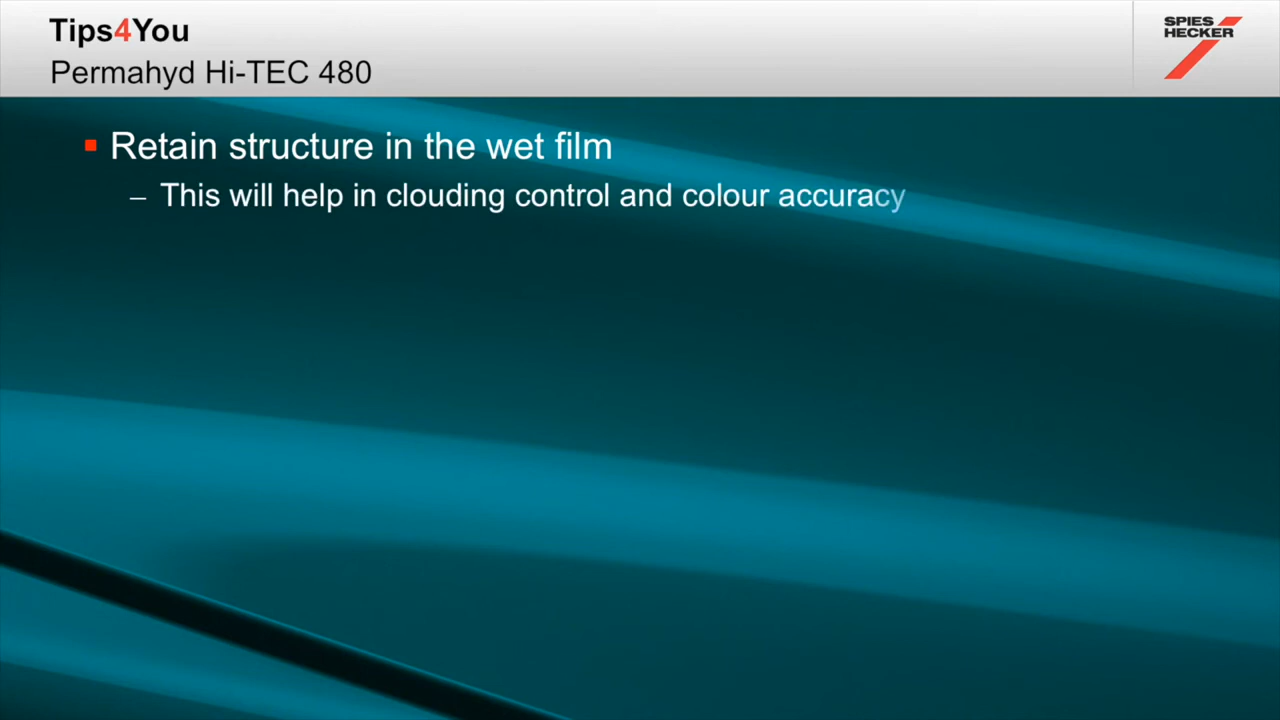 Tips4You
Permahyd Hi-TEC 480
SPIES
HECKER
Retain structure in the wet film
– This will help in clouding control and colour accuracy